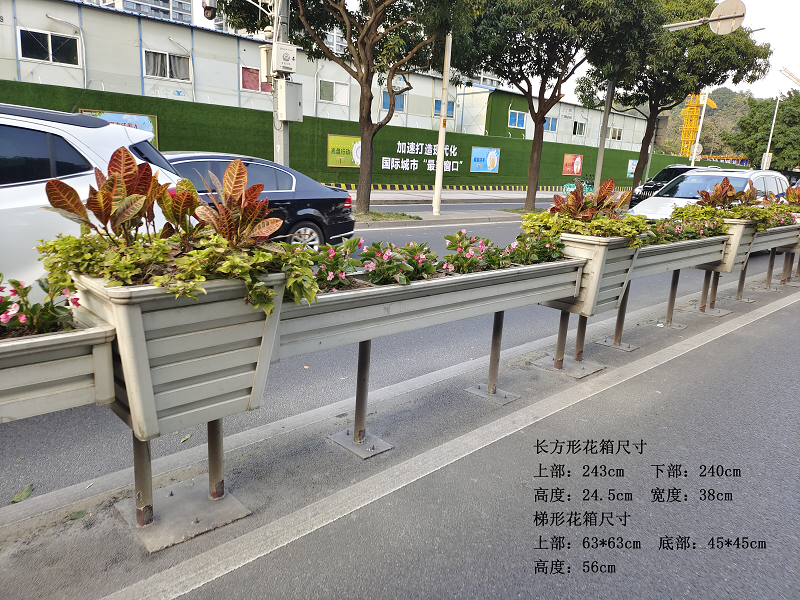 加速打造现代化
国际城市“最美窗口”
长方形花箱尺寸
上部：243cm 下部：240cm
高度：24.5cm 宽度：38cm
梯形花箱尺寸
上部：63*63cm 底部：45*45cm
高度：56cm